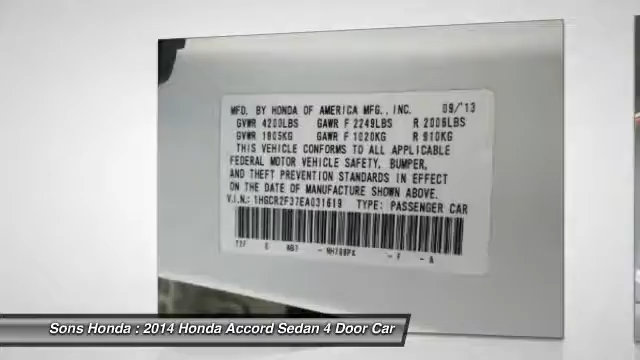 MFD. BY HONDA OF AMERICA MFG., INC. 09/'13
GVWR 4200LBS GAWR F 2249LBS R 2006LBS
GVWR 1905KG GAWR F 1020KG R 910KG
THIS VEHICLE CONFORMS TO ALL APPLICABLE
FEDERAL MOTOR VEHICLE SAFETY, BUMPER,
AND THEFT PREVENTION STANDARDS IN EFFECT
ON THE DATE OF MANUFACTURE SHOWN ABOVE.
V.I.N.: 1HGCR2F37EA031619 TYPE: PASSENGER CAR
- F - A
Sons Honda : 2014 Honda Accord Sedan 4 Door Car